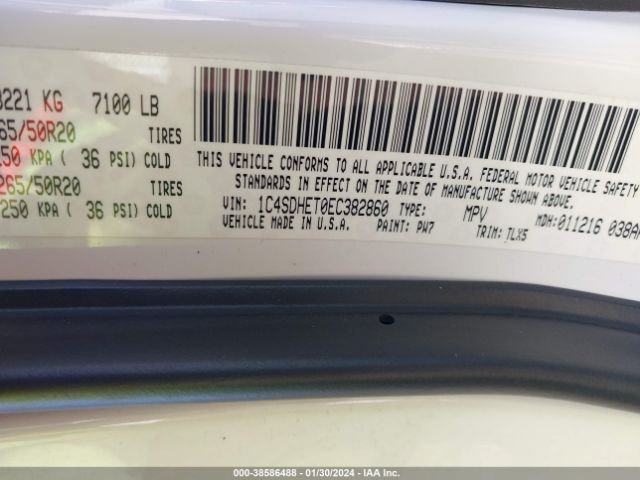 3221 KG 7100 LB
65/50R20 TIRES
250 KPA ( 36 PSI) COLD
265/50R20 TIRES
250 KPA ( 36 PSI) COLD
THIS VEHICLE CONFORMS TO ALL APPLICABLE U.S.A. FEDERAL MOTOR VEHICLE SAFETY
STANDARDS IN EFFECT ON THE DATE OF MANUFACTURE SHOWN ABOVE.
VIN: 1C4SDHET0EC382860 TYPE: MPV MDH: 011216 038A
VEHICLE MADE IN U.S.A. PAINT: PW7 TRIM: TLX5
000-38586488 - 01/30/2024 - IAA Inc.